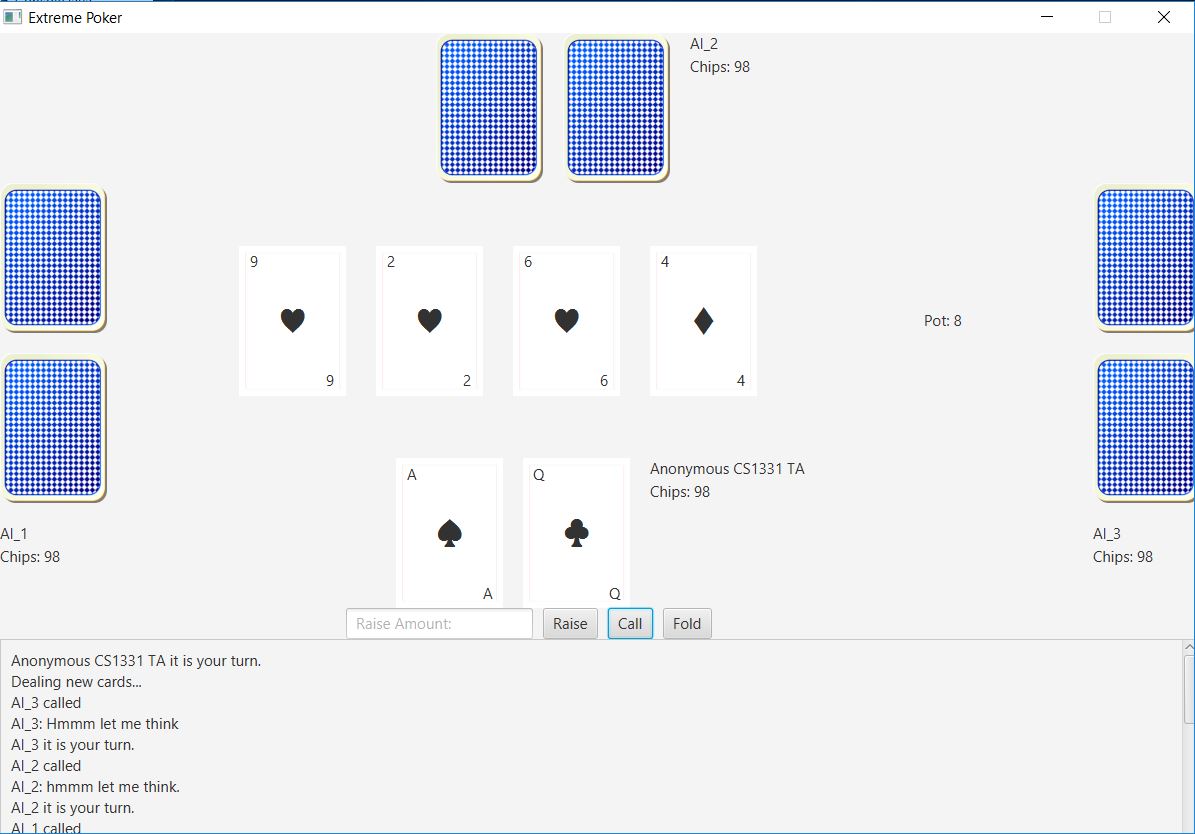 Extreme Poker
AI_2
Chips: 98
9
2
6
4
9
2
6
4
Pot: 8
A
Q
Anonymous CS1331 TA
Chips: 98
A
Q
AI_1
Chips: 98
AI_3
Chips: 98
Raise Amount:
Raise
Call
Fold
Anonymous CS1331 TA it is your turn.
Dealing new cards...
AI_3 called
AI_3: Hmmm let me think
AI_3 it is your turn.
AI_2 called
AI_2: hmmm let me think.
AI_2 it is your turn.
AI_1 called